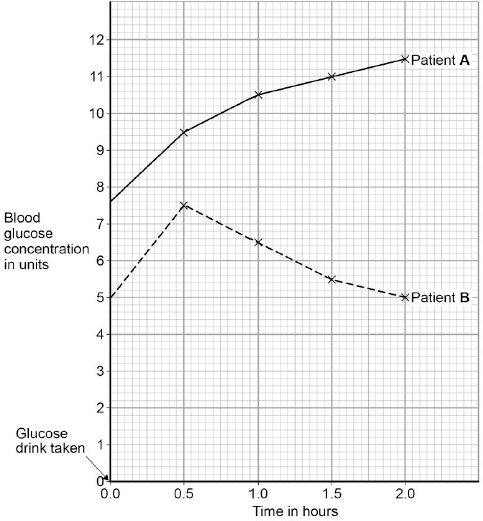 12
11
10
9
8
7
6
5
4
3
2
1
0
Patient A
Patient B
Blood
glucose
concentration
in units
Glucose
drink taken
0.0 0.5 1.0 1.5 2.0
Time in hours